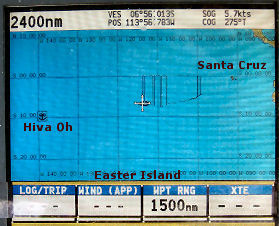 2400nm
VES 06°56.013S SOG 5.7kts
POS 113°56.783W COG 275°T
Santa Cruz
Hiva Oh
Easter Island
LOG/TRIP WIND (APP) WPT RNG XTE
--- --- 1500nm ---